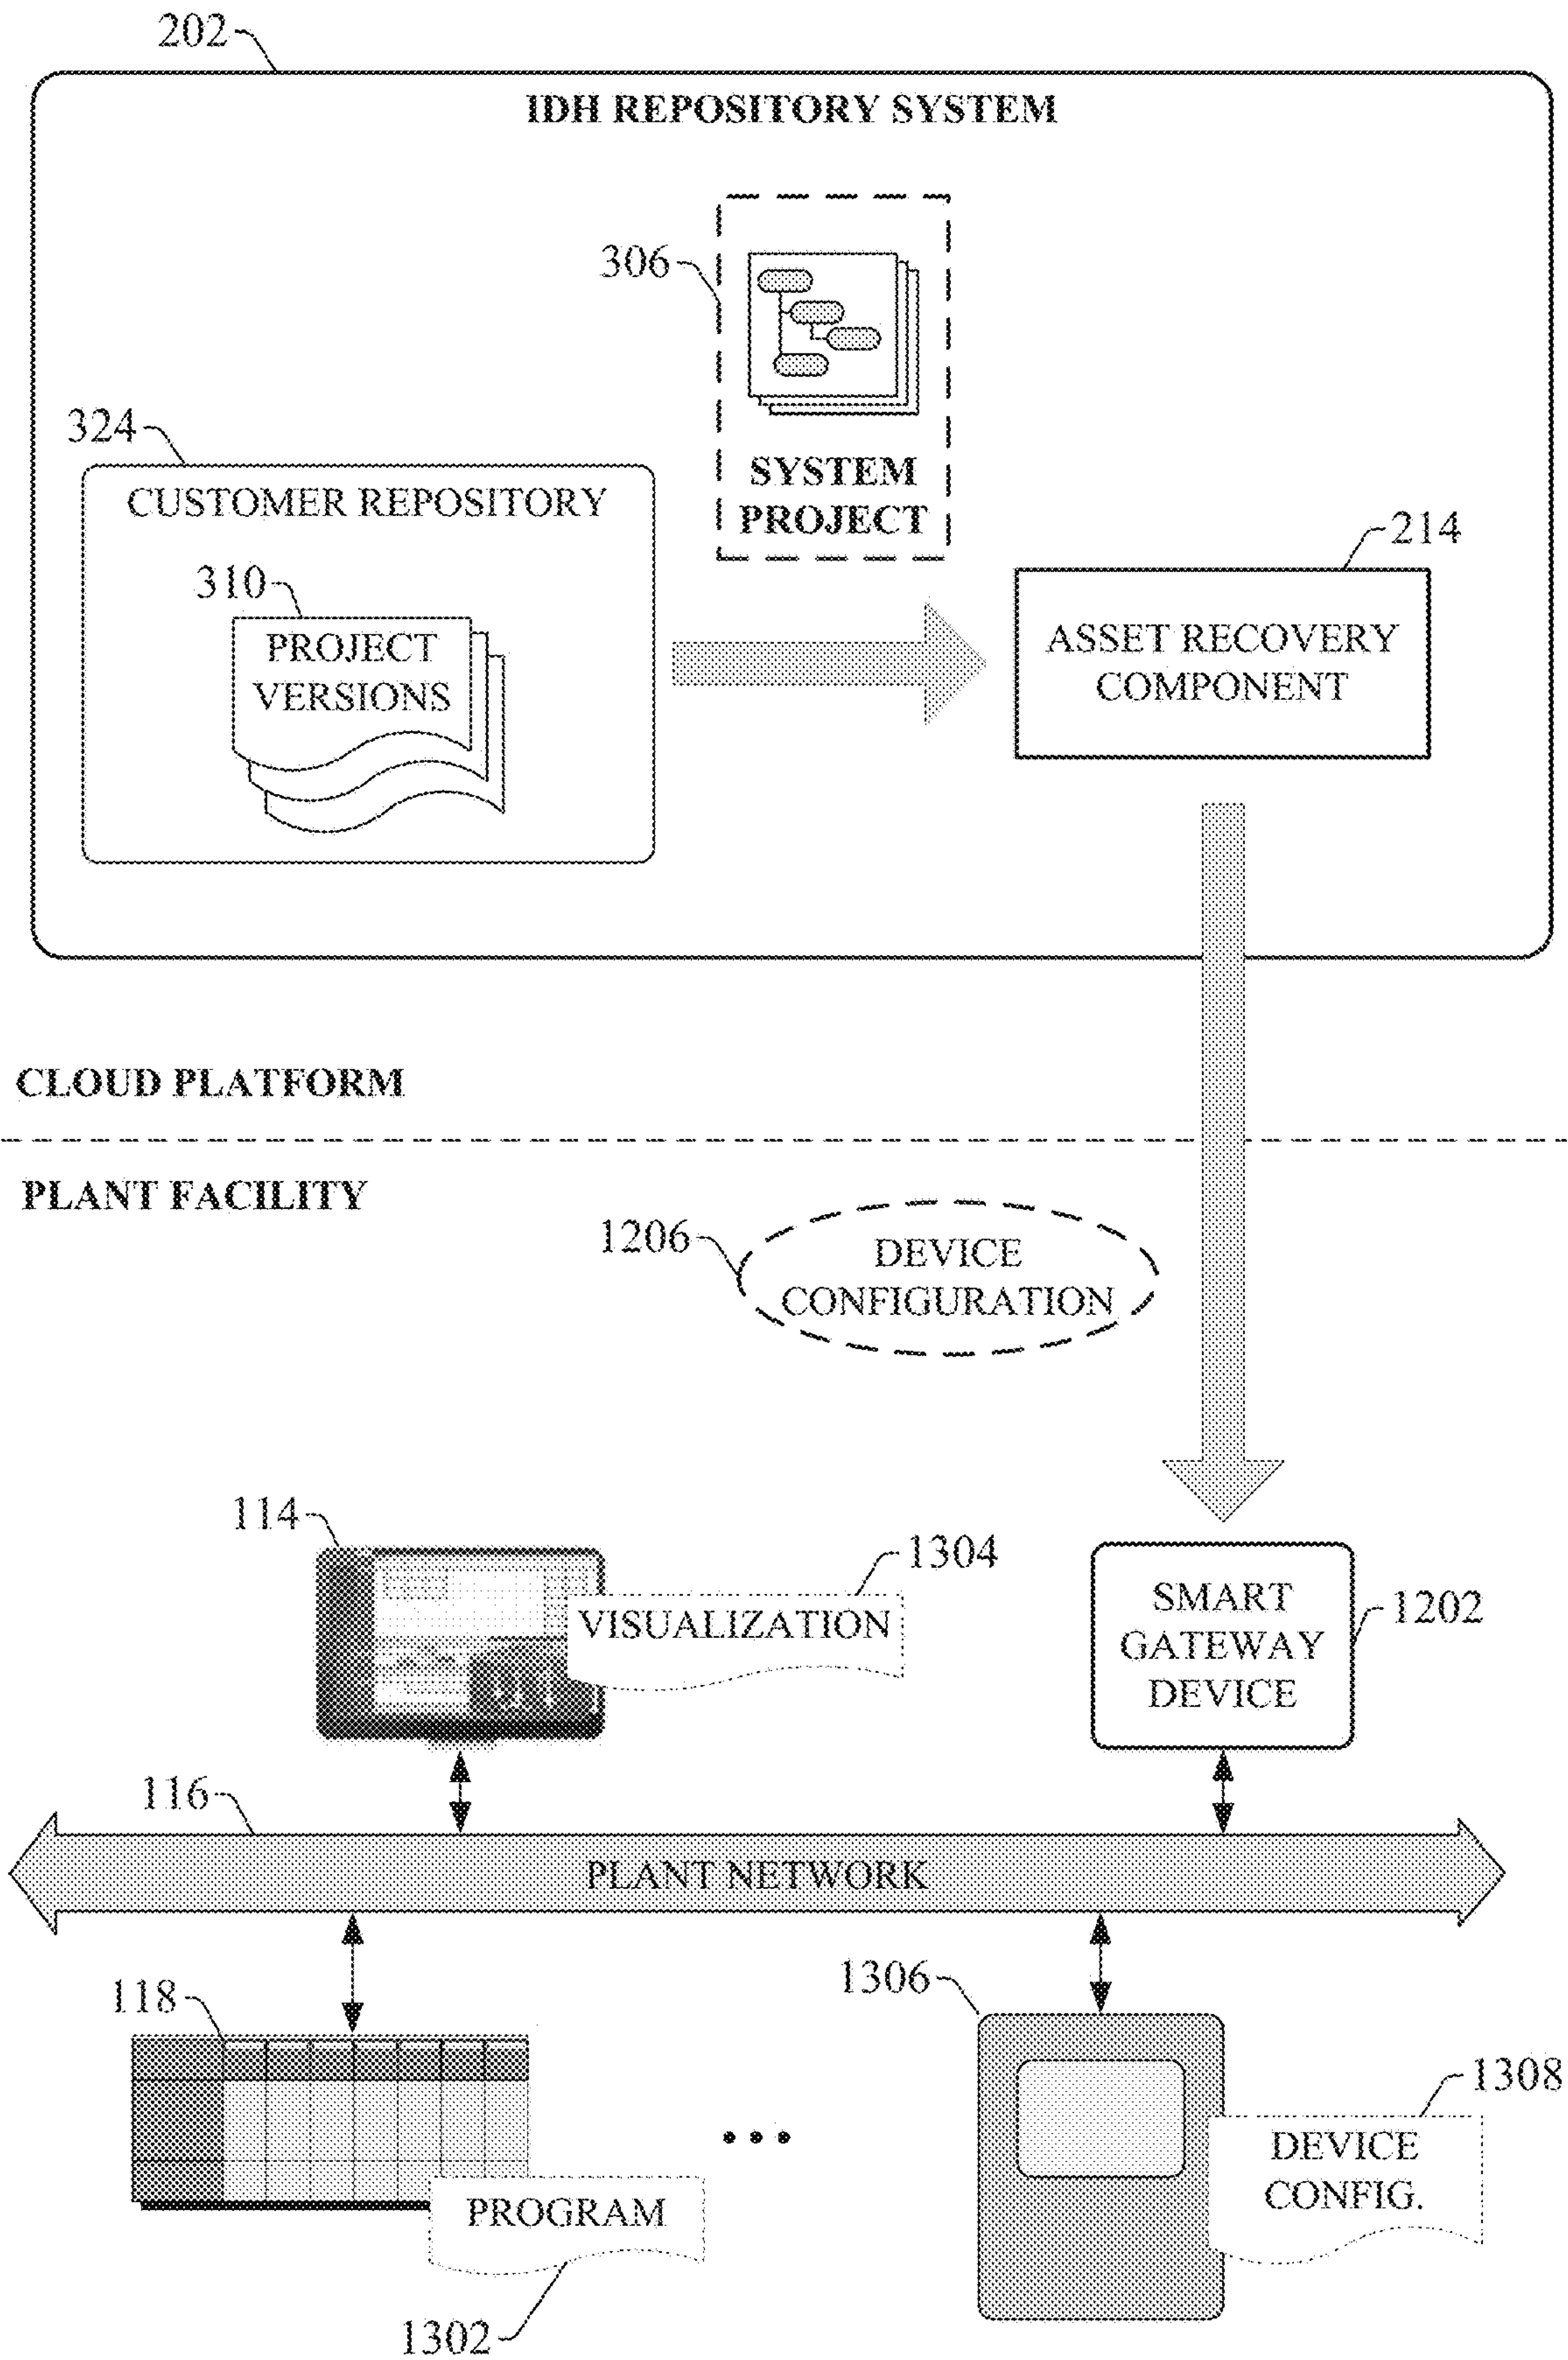 202
IDH REPOSITORY SYSTEM
306
SYSTEM
PROJECT
324
CUSTOMER REPOSITORY
310
PROJECT
VERSIONS
214
ASSET RECOVERY
COMPONENT
CLOUD PLATFORM
PLANT FACILITY
1206
DEVICE
CONFIGURATION
114
1304
VISUALIZATION
SMART
GATEWAY
DEVICE
1202
116
PLANT NETWORK
118
1306
1308
DEVICE
CONFIG.
PROGRAM
1302